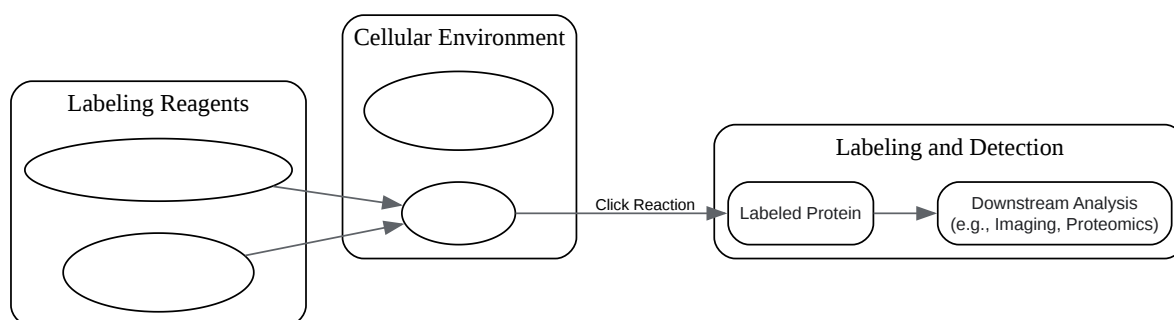 Cellular Environment
Labeling Reagents
Labeling and Detection
Click Reaction
Labeled Protein
Downstream Analysis
(e.g., Imaging, Proteomics)